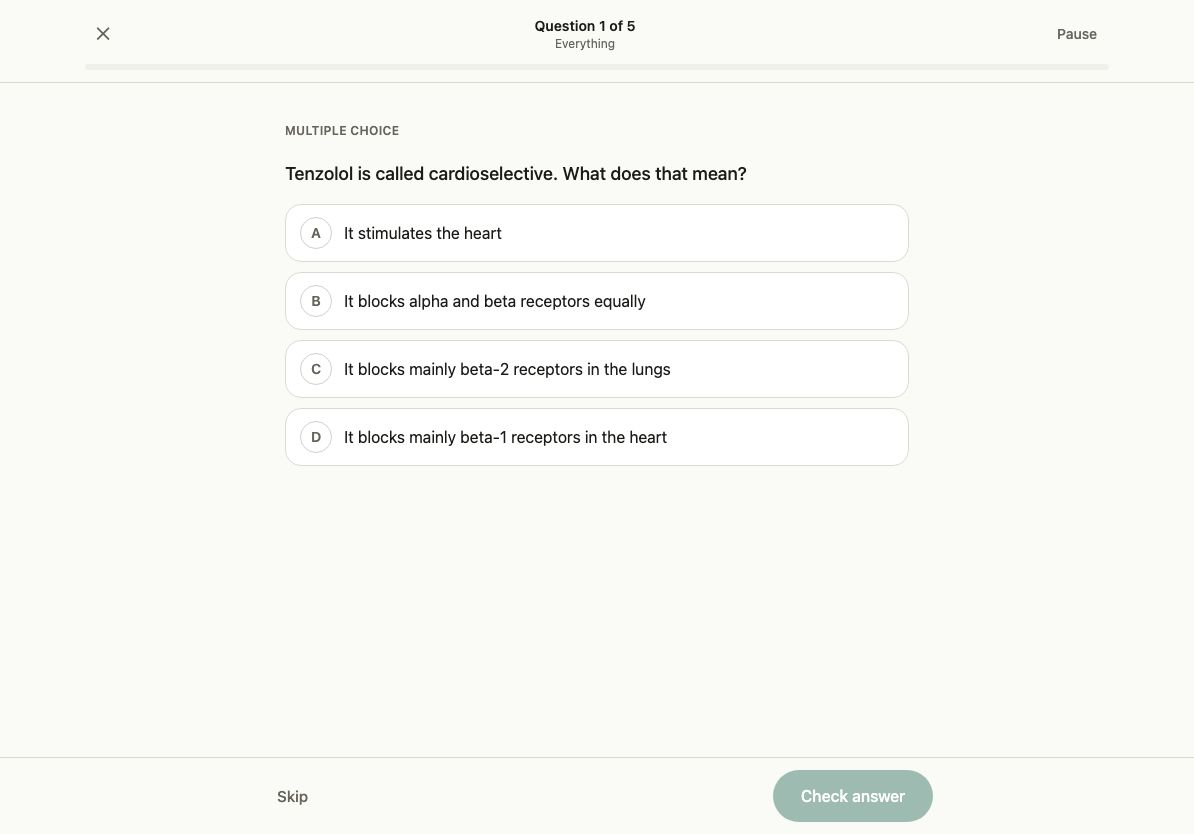 Question 1 of 5
Everything
Pause
MULTIPLE CHOICE
Tenzolol is called cardioselective. What does that mean?
A It stimulates the heart
B It blocks alpha and beta receptors equally
C It blocks mainly beta-2 receptors in the lungs
D It blocks mainly beta-1 receptors in the heart
Skip
Check answer